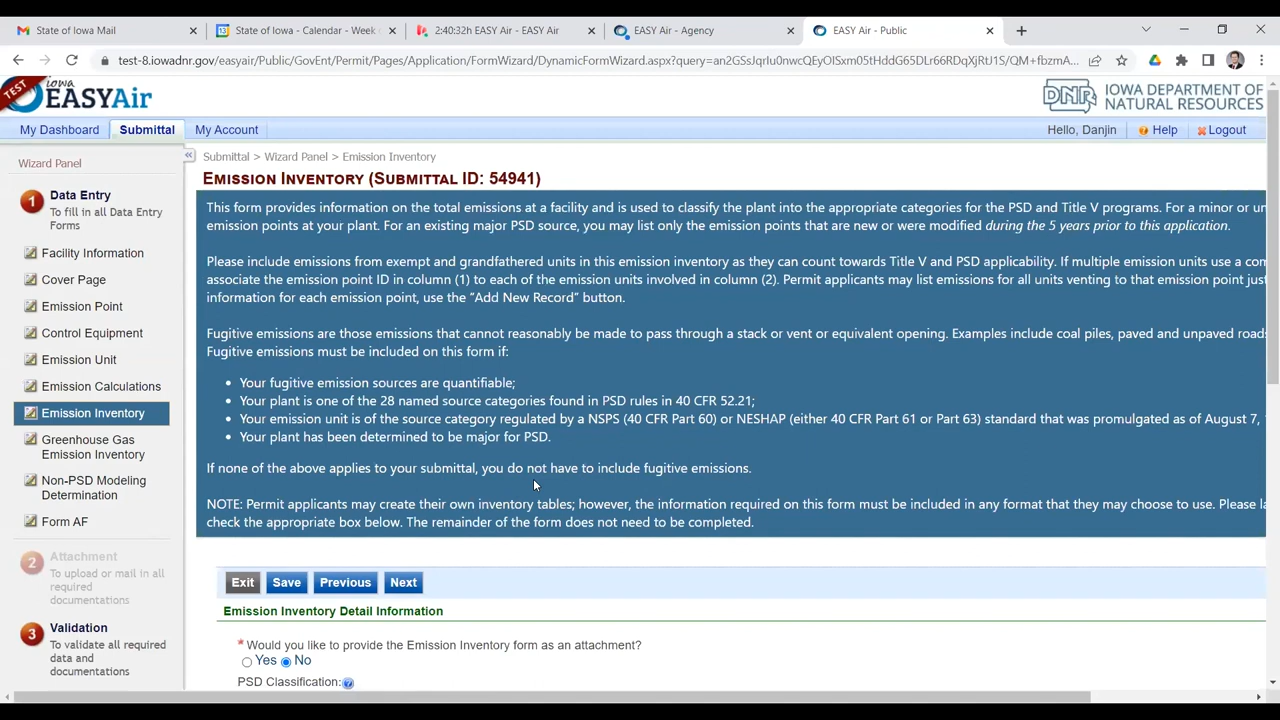 State of Iowa Mail
State of Iowa - Calendar - Week
2:40:32h EASY Air - EASY Air
EASY Air - Agency
EASY Air - Public
test-8.iowadnr.gov/easyair/Public/GovEnt/Permit/Pages/Application/FormWizard/DynamicFormWizard.aspx?query=
TEST
iowa
EASYAir
DNR
IOWA DEPARTMENT OF
NATURAL RESOURCES
My Dashboard
Submittal
My Account
Hello, Danjin
Help
Logout
Wizard Panel
1
Data Entry
To fill in all Data Entry
Forms
Facility Information
Cover Page
Emission Point
Control Equipment
Emission Unit
Emission Calculations
Emission Inventory
Greenhouse Gas
Emission Inventory
Non-PSD Modeling
Determination
Form AF
2
Attachment
To upload or mail in all
required
documentations
3
Validation
To validate all required
data and
documentations
Submittal > Wizard Panel > Emission Inventory
EMISSION INVENTORY (SUBMITTAL ID: 54941)
This form provides information on the total emissions at a facility and is used to classify the plant into the appropriate categories for the PSD and Title V programs. For a minor or
emission points at your plant. For an existing major PSD source, you may list only the emission points that are new or were modified during the 5 years prior to this application.
Please include emissions from exempt and grandfathered units in this emission inventory as they can count towards Title V and PSD applicability. If multiple emission units use a
associate the emission point ID in column (1) to each of the emission units involved in column (2). Permit applicants may list emissions for all units venting to that emission point
information for each emission point, use the "Add New Record" button.
Fugitive emissions are those emissions that cannot reasonably be made to pass through a stack or vent or equivalent opening. Examples include coal piles, paved and unpaved
Fugitive emissions must be included on this form if:
• Your fugitive emission sources are quantifiable;
• Your plant is one of the 28 named source categories found in PSD rules in 40 CFR 52.21;
• Your emission unit is of the source category regulated by a NSPS (40 CFR Part 60) or NESHAP (either 40 CFR Part 61 or Part 63) standard that was promulgated as of August 7,
• Your plant has been determined to be major for PSD.
If none of the above applies to your submittal, you do not have to include fugitive emissions.
NOTE: Permit applicants may create their own inventory tables; however, the information required on this form must be included in any format that they may choose to use. Please
check the appropriate box below. The remainder of the form does not need to be completed.
Exit
Save
Previous
Next
Emission Inventory Detail Information
* Would you like to provide the Emission Inventory form as an attachment?
Yes No
PSD Classification: